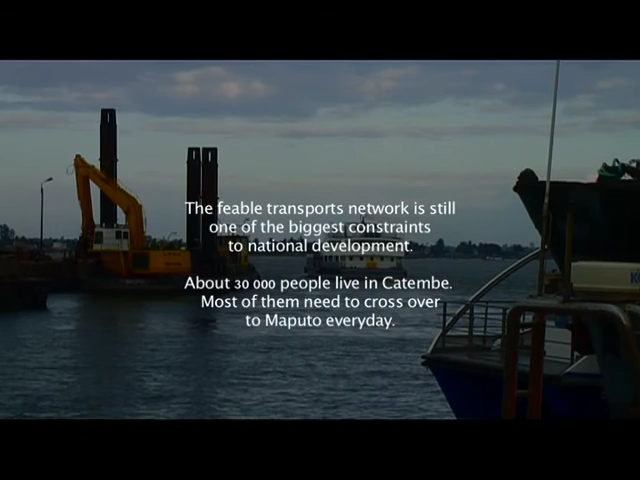 The feable transports network is still
one of the biggest constraints
to national development.
About 30 000 people live in Catembe.
Most of them need to cross over
to Maputo everyday.